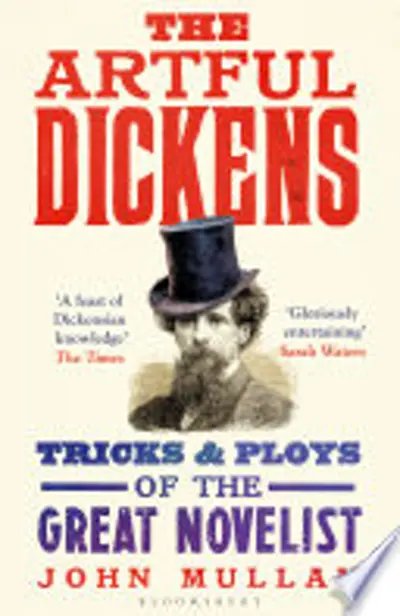 THE
ARTFUL
DICKENS
'A feast of
Dickensian
knowledge'
The Times
'Gloriously
entertaining'
Sarah Waters
TRICKS & PLOYS
OF THE
GREAT NOVELIST
JOHN MULLA
BLOOMSBURY